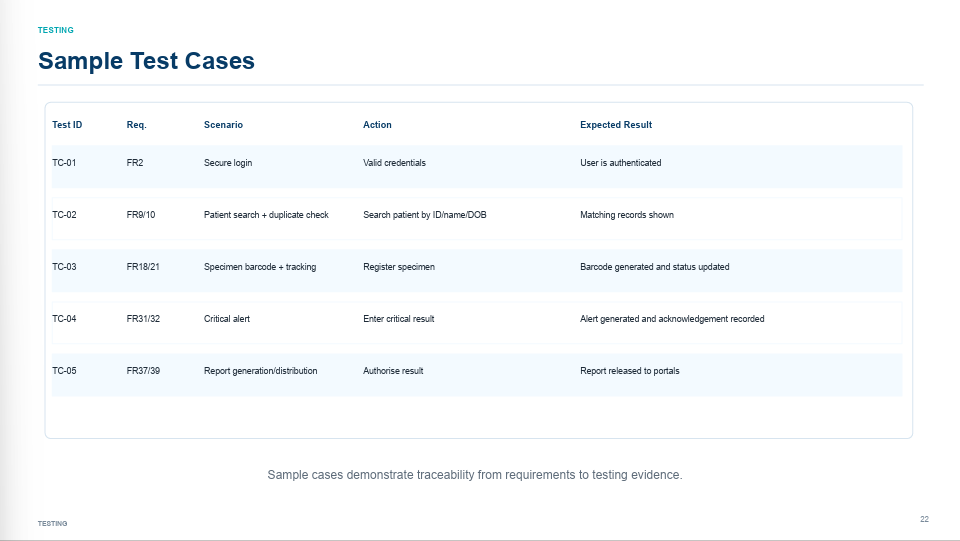 TESTING
Sample Test Cases
Test ID Req. Scenario Action Expected Result
TC-01 FR2 Secure login Valid credentials User is authenticated
TC-02 FR9/10 Patient search + duplicate check Search patient by ID/name/DOB Matching records shown
TC-03 FR18/21 Specimen barcode + tracking Register specimen Barcode generated and status updated
TC-04 FR31/32 Critical alert Enter critical result Alert generated and acknowledgement recorded
TC-05 FR37/39 Report generation/distribution Authorise result Report released to portals
Sample cases demonstrate traceability from requirements to testing evidence.
TESTING 22